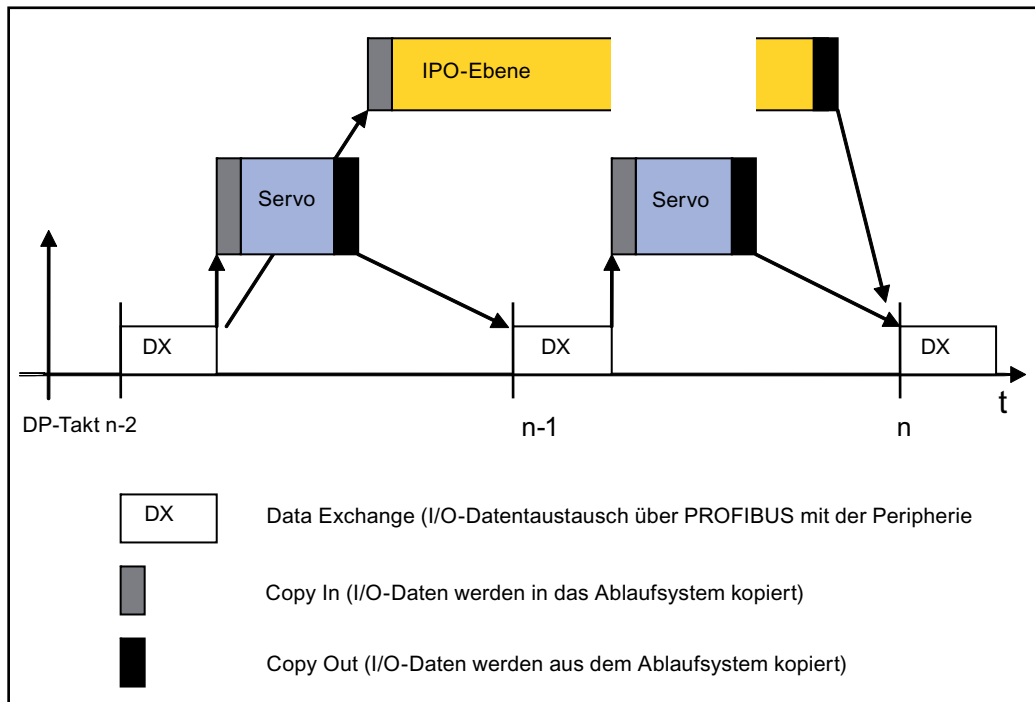 IPO-Ebene
Servo
Servo
DX
DX
DX
t
DP-Takt n-2
n-1
n
DX
Data Exchange (I/O-Datentaustausch über PROFIBUS mit der Peripherie
Copy In (I/O-Daten werden in das Ablaufsystem kopiert)
Copy Out (I/O-Daten werden aus dem Ablaufsystem kopiert)